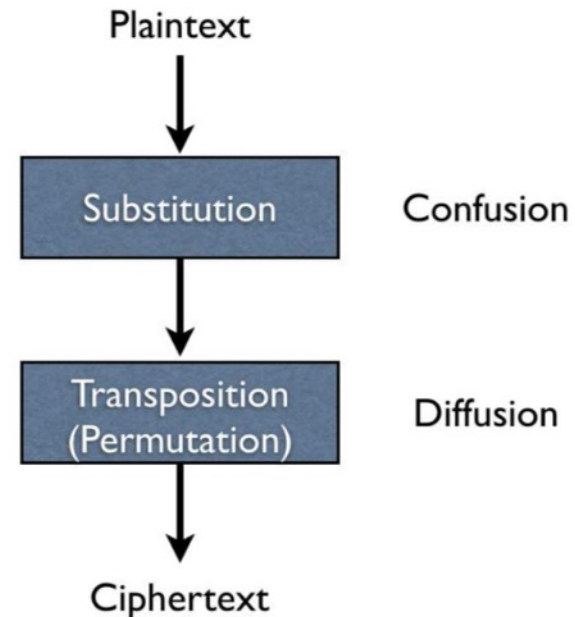 Plaintext
Substitution
Confusion
Transposition
(Permutation)
Diffusion
Ciphertext